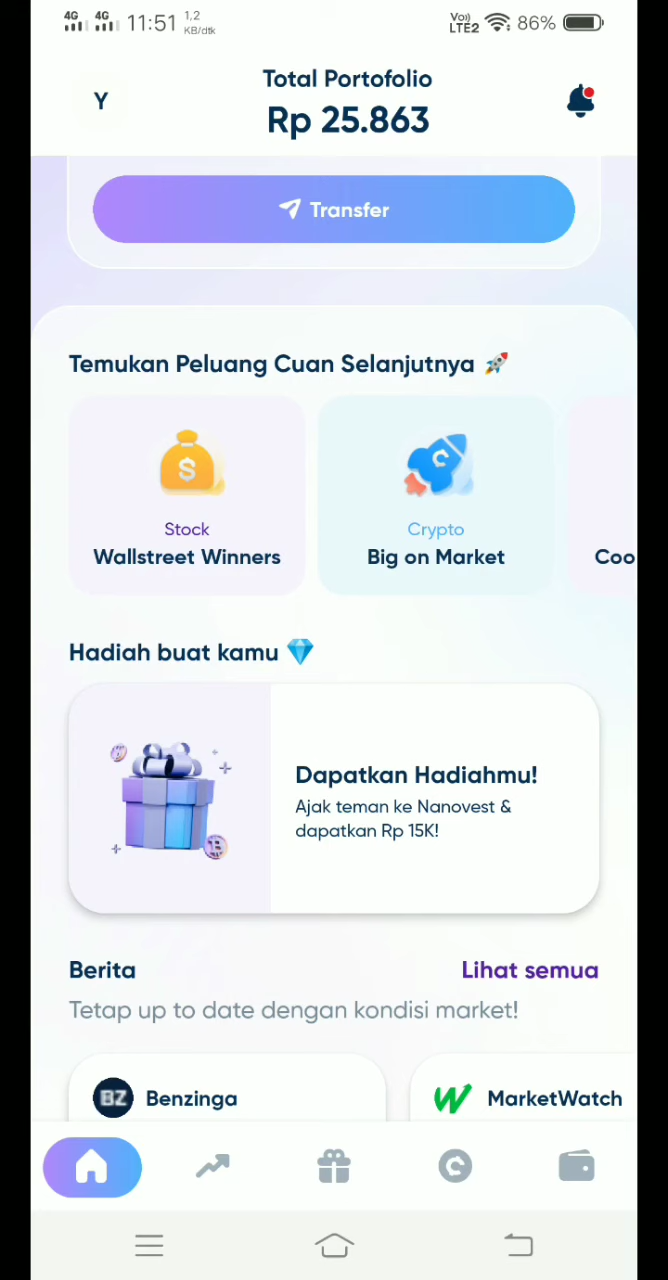 4G 4G 11:51 1,2 KB/dtk Vo)) LTE2 86%
Y
Total Portofolio
Rp 25.863
Transfer
Temukan Peluang Cuan Selanjutnya 🚀
Stock
Wallstreet Winners
Crypto
Big on Market
Coo
Hadiah buat kamu 💎
Dapatkan Hadiahmu!
Ajak teman ke Nanovest &
dapatkan Rp 15K!
Berita
Lihat semua
Tetap up to date dengan kondisi market!
BZ Benzinga
MarketWatch